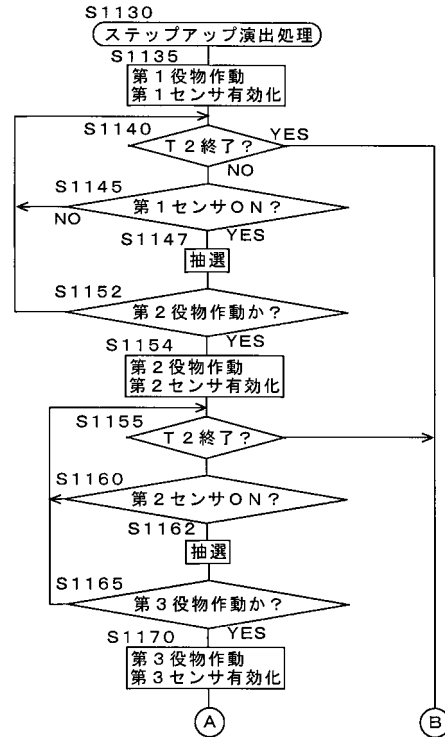 S1130
ステップアップ演出処理
S1135
第1役物作動
第1センサ有効化
S1140
T2終了?
YES
NO
S1145
第1センサON?
NO
YES
S1147
抽選
S1152
第2役物作動か?
YES
S1154
第2役物作動
第2センサ有効化
S1155
T2終了?
S1160
第2センサON?
S1162
抽選
S1165
第3役物作動か?
YES
S1170
第3役物作動
第3センサ有効化
A
B